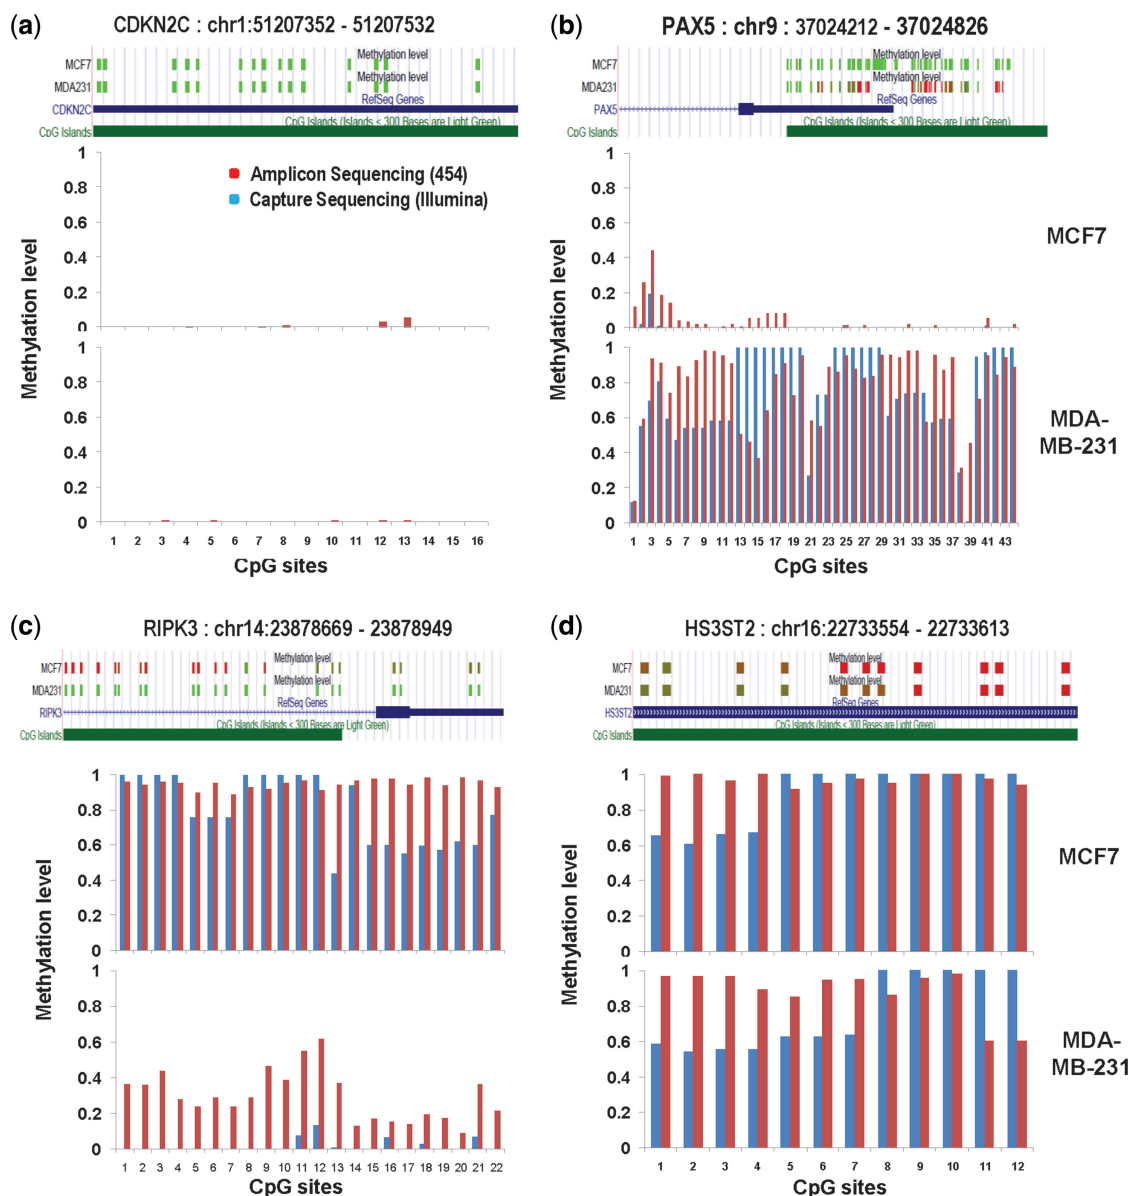 (a) CDKN2C : chr1:51207352 - 51207532
Methylation level
MCF7
Methylation level
MDA231
RefSeq Genes
CDKN2C
CpG Islands (Islands < 300 Bases are Light Green)
CpG Islands
Amplicon Sequencing (454)
Capture Sequencing (Illumina)
Methylation level
1
0.8
0.6
0.4
0.2
0
1
0.8
0.6
0.4
0.2
0
1 2 3 4 5 6 7 8 9 10 11 12 13 14 15 16
CpG sites
(b) PAX5 : chr9 : 37024212 - 37024826
Methylation level
MCF7
Methylation level
MDA231
RefSeq Genes
PAX5
CpG Islands (Islands < 300 Bases are Light Green)
CpG Islands
Methylation level
1
0.8
0.6
0.4
0.2
0
MCF7
1
0.8
0.6
0.4
0.2
0
MDA-
MB-231
1 3 5 7 9 11 13 15 17 19 21 23 25 27 29 31 33 35 37 39 41 43
CpG sites
(c) RIPK3 : chr14:23878669 - 23878949
Methylation level
MCF7
Methylation level
MDA231
RefSeq Genes
RIPK3
CpG Islands (Islands < 300 Bases are Light Green)
CpG Islands
Methylation level
1
0.8
0.6
0.4
0.2
0
1
0.8
0.6
0.4
0.2
0
1 2 3 4 5 6 7 8 9 10 11 12 13 14 15 16 17 18 19 20 21 22
CpG sites
(d) HS3ST2 : chr16:22733554 - 22733613
Methylation level
MCF7
Methylation level
MDA231
RefSeq Genes
HS3ST2
CpG Islands (Islands < 300 Bases are Light Green)
CpG Islands
Methylation level
1
0.8
0.6
0.4
0.2
0
MCF7
1
0.8
0.6
0.4
0.2
0
MDA-
MB-231
1 2 3 4 5 6 7 8 9 10 11 12
CpG sites